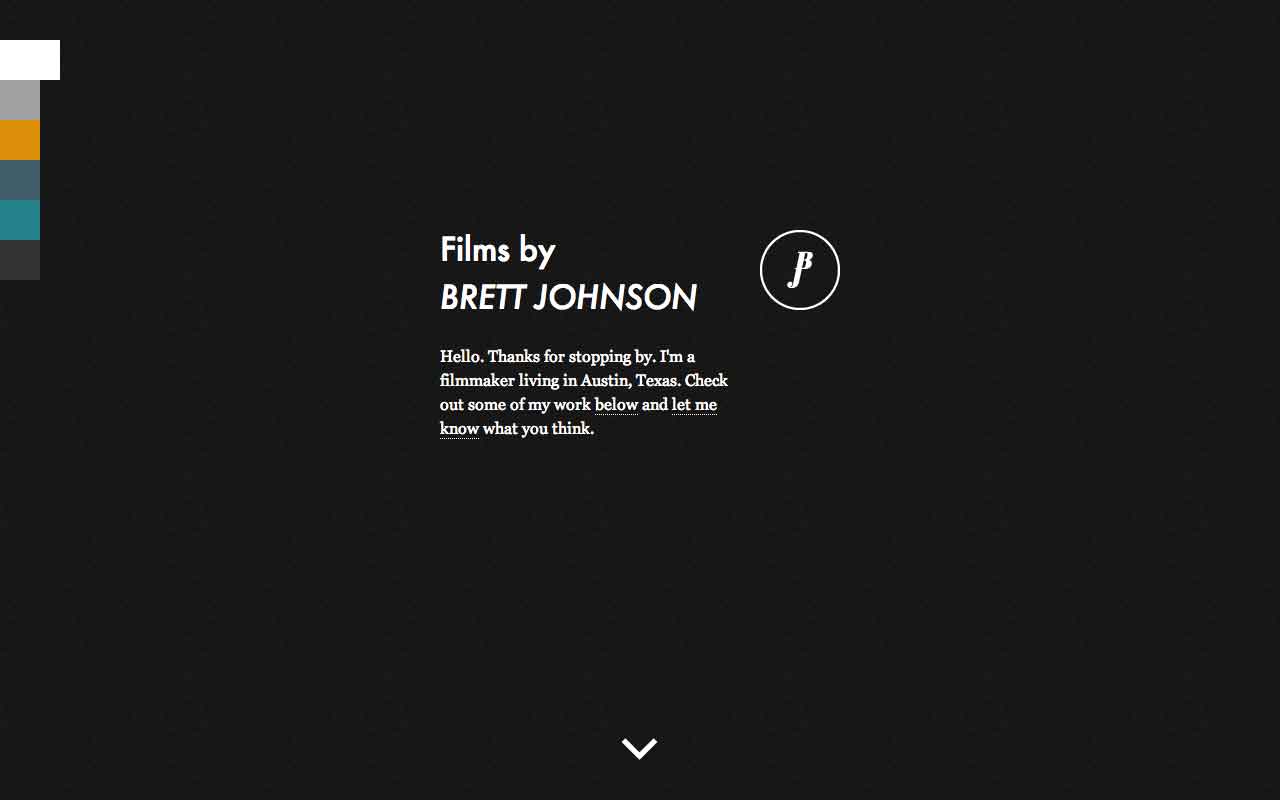 Films by
BRETT JOHNSON
JB
Hello. Thanks for stopping by. I'm a
filmmaker living in Austin, Texas. Check
out some of my work below and let me
know what you think.